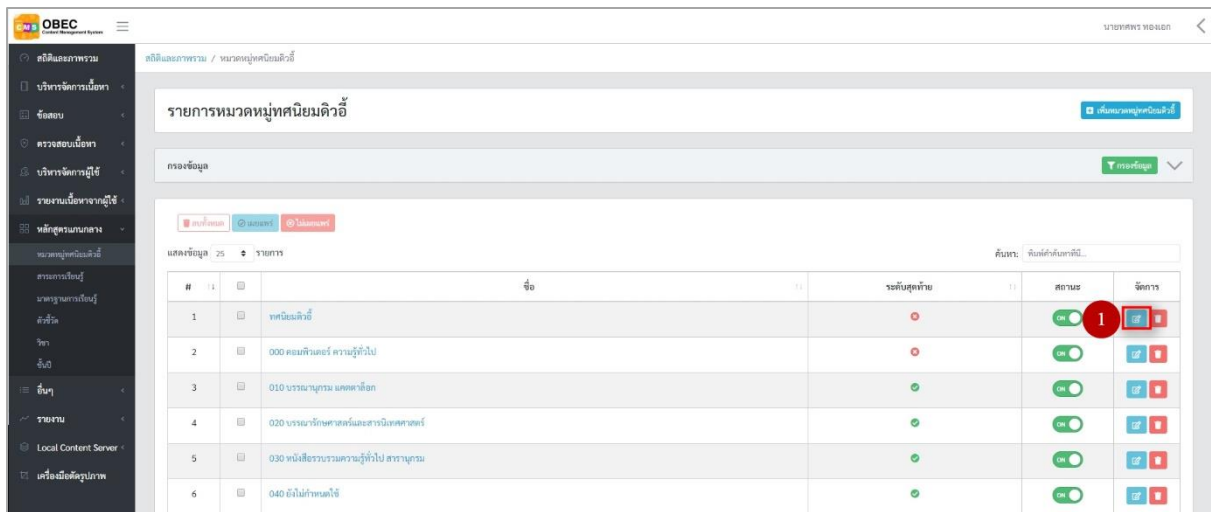 CMS OBEC
Content Management System
นายทศพร ทองเอก
สถิติและภาพรวม
บริหารจัดการเนื้อหา
ข้อสอบ
ตรวจสอบเนื้อหา
บริหารจัดการผู้ใช้
รายงานเนื้อหาจากผู้ใช้
หลักสูตรแกนกลาง
หมวดหมู่ทศนิยมดิวอี้
สาระการเรียนรู้
มาตรฐานการเรียนรู้
ตัวชี้วัด
วิชา
ชั้นปี
อื่นๆ
รายงาน
Local Content Server
เครื่องมือตัดรูปภาพ
สถิติและภาพรวม / หมวดหมู่ทศนิยมดิวอี้
รายการหมวดหมู่ทศนิยมดิวอี้
เพิ่มหมวดหมู่ทศนิยมดิวอี้
กรองข้อมูล
กรองข้อมูล
ลบทั้งหมด เผยแพร่ ไม่เผยแพร่
แสดงข้อมูล 25 รายการ
ค้นหา: พิมพ์คำค้นหาที่นี่...
# ชื่อ ระดับสุดท้าย สถานะ จัดการ
1 ทศนิยมดิวอี้ ON 1
2 000 คอมพิวเตอร์ ความรู้ทั่วไป ON
3 010 บรรณานุกรม แคตตาล็อก ON
4 020 บรรณารักษศาสตร์และสารนิเทศศาสตร์ ON
5 030 หนังสือรวบรวมความรู้ทั่วไป สารานุกรม ON
6 040 ยังไม่กำหนดใช้ ON